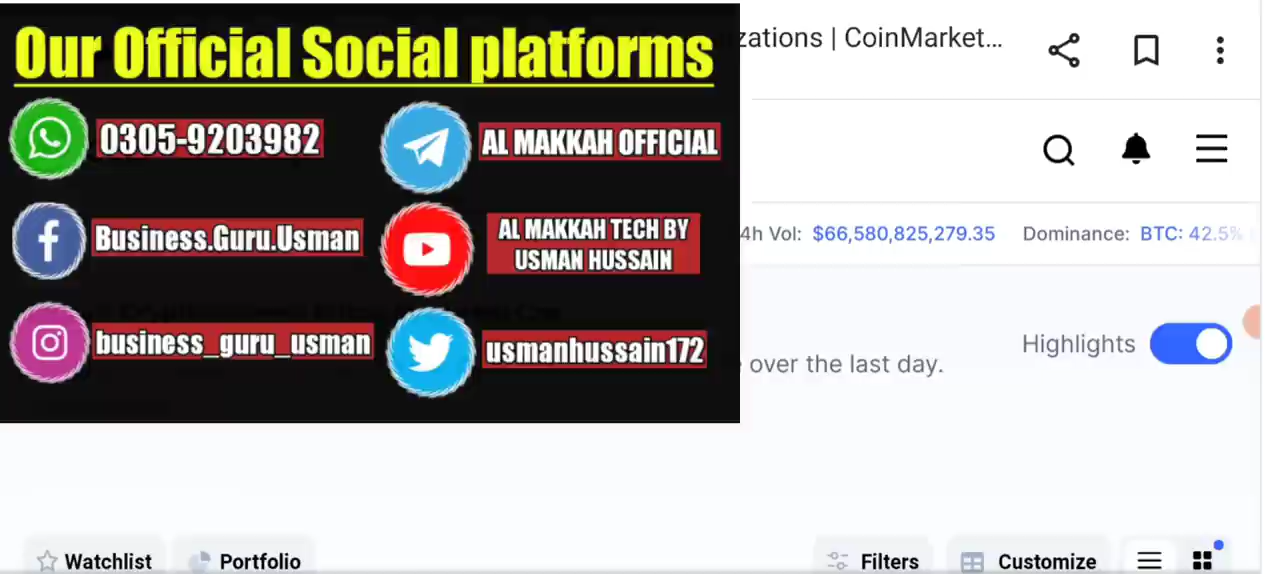 Our Official Social platforms
zations | CoinMarket...
0305-9203982
AL MAKKAH OFFICIAL
Business.Guru.Usman
AL MAKKAH TECH BY
USMAN HUSSAIN
4h Vol: $66,580,825,279.35 Dominance: BTC: 42.5%
business_guru_usman
usmanhussain172
Highlights
over the last day.
Watchlist
Portfolio
Filters
Customize